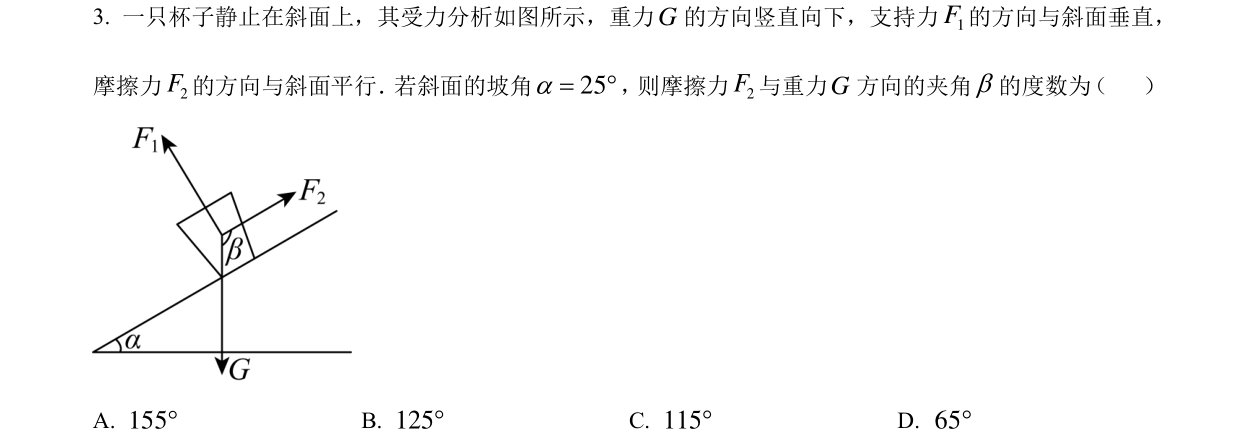 3. 一只杯子静止在斜面上，其受力分析如图所示，重力G的方向竖直向下，支持力F₁的方向与斜面垂直，
摩擦力F₂的方向与斜面平行．若斜面的坡角α = 25°，则摩擦力F₂与重力G方向的夹角β的度数为（　　）
F₁
F₂
β
α
G
A. 155° B. 125° C. 115° D. 65°